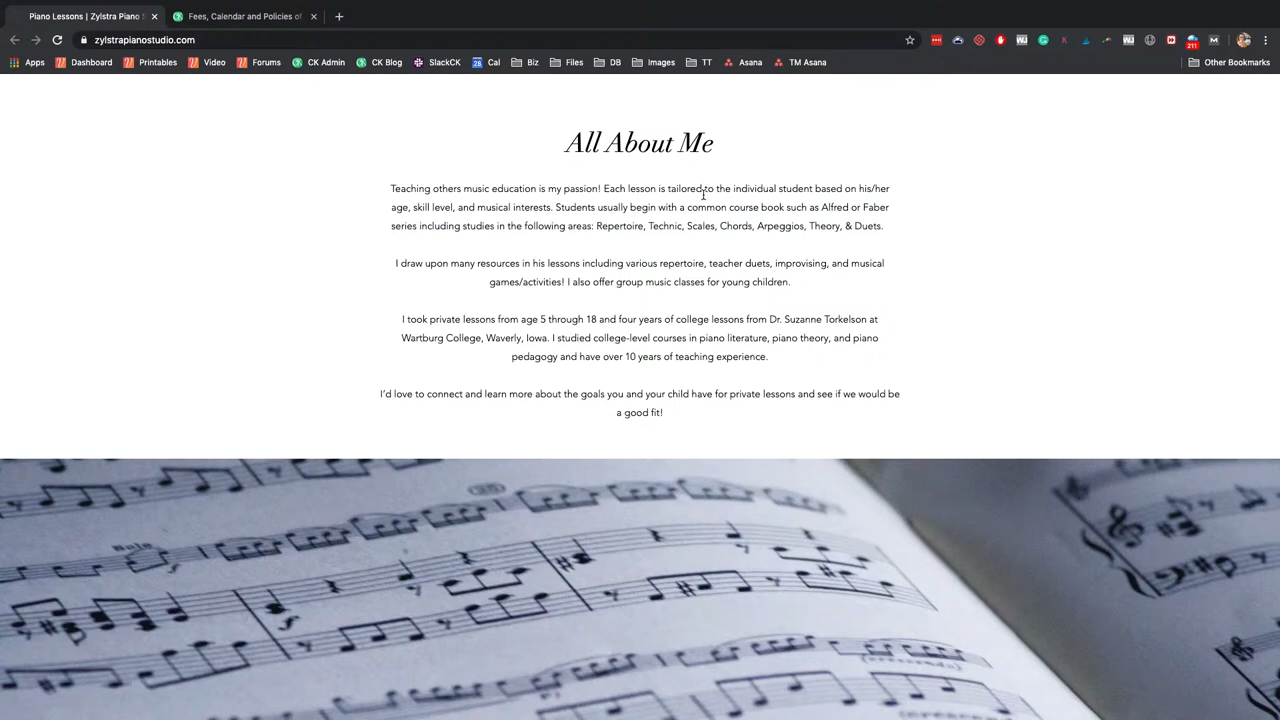 Piano Lessons | Zylstra Piano S
Fees, Calendar and Policies of
zylstrapianostudio.com
211
Apps
Dashboard
Printables
Video
Forums
CK Admin
CK Blog
SlackCK
28 Cal
Biz
Files
DB
Images
TT
Asana
TM Asana
Other Bookmarks
All About Me
Teaching others music education is my passion! Each lesson is tailored to the individual student based on his/her
age, skill level, and musical interests. Students usually begin with a common course book such as Alfred or Faber
series including studies in the following areas: Repertoire, Technic, Scales, Chords, Arpeggios, Theory, & Duets.
I draw upon many resources in his lessons including various repertoire, teacher duets, improvising, and musical
games/activities! I also offer group music classes for young children.
I took private lessons from age 5 through 18 and four years of college lessons from Dr. Suzanne Torkelson at
Wartburg College, Waverly, Iowa. I studied college-level courses in piano literature, piano theory, and piano
pedagogy and have over 10 years of teaching experience.
I'd love to connect and learn more about the goals you and your child have for private lessons and see if we would be
a good fit!